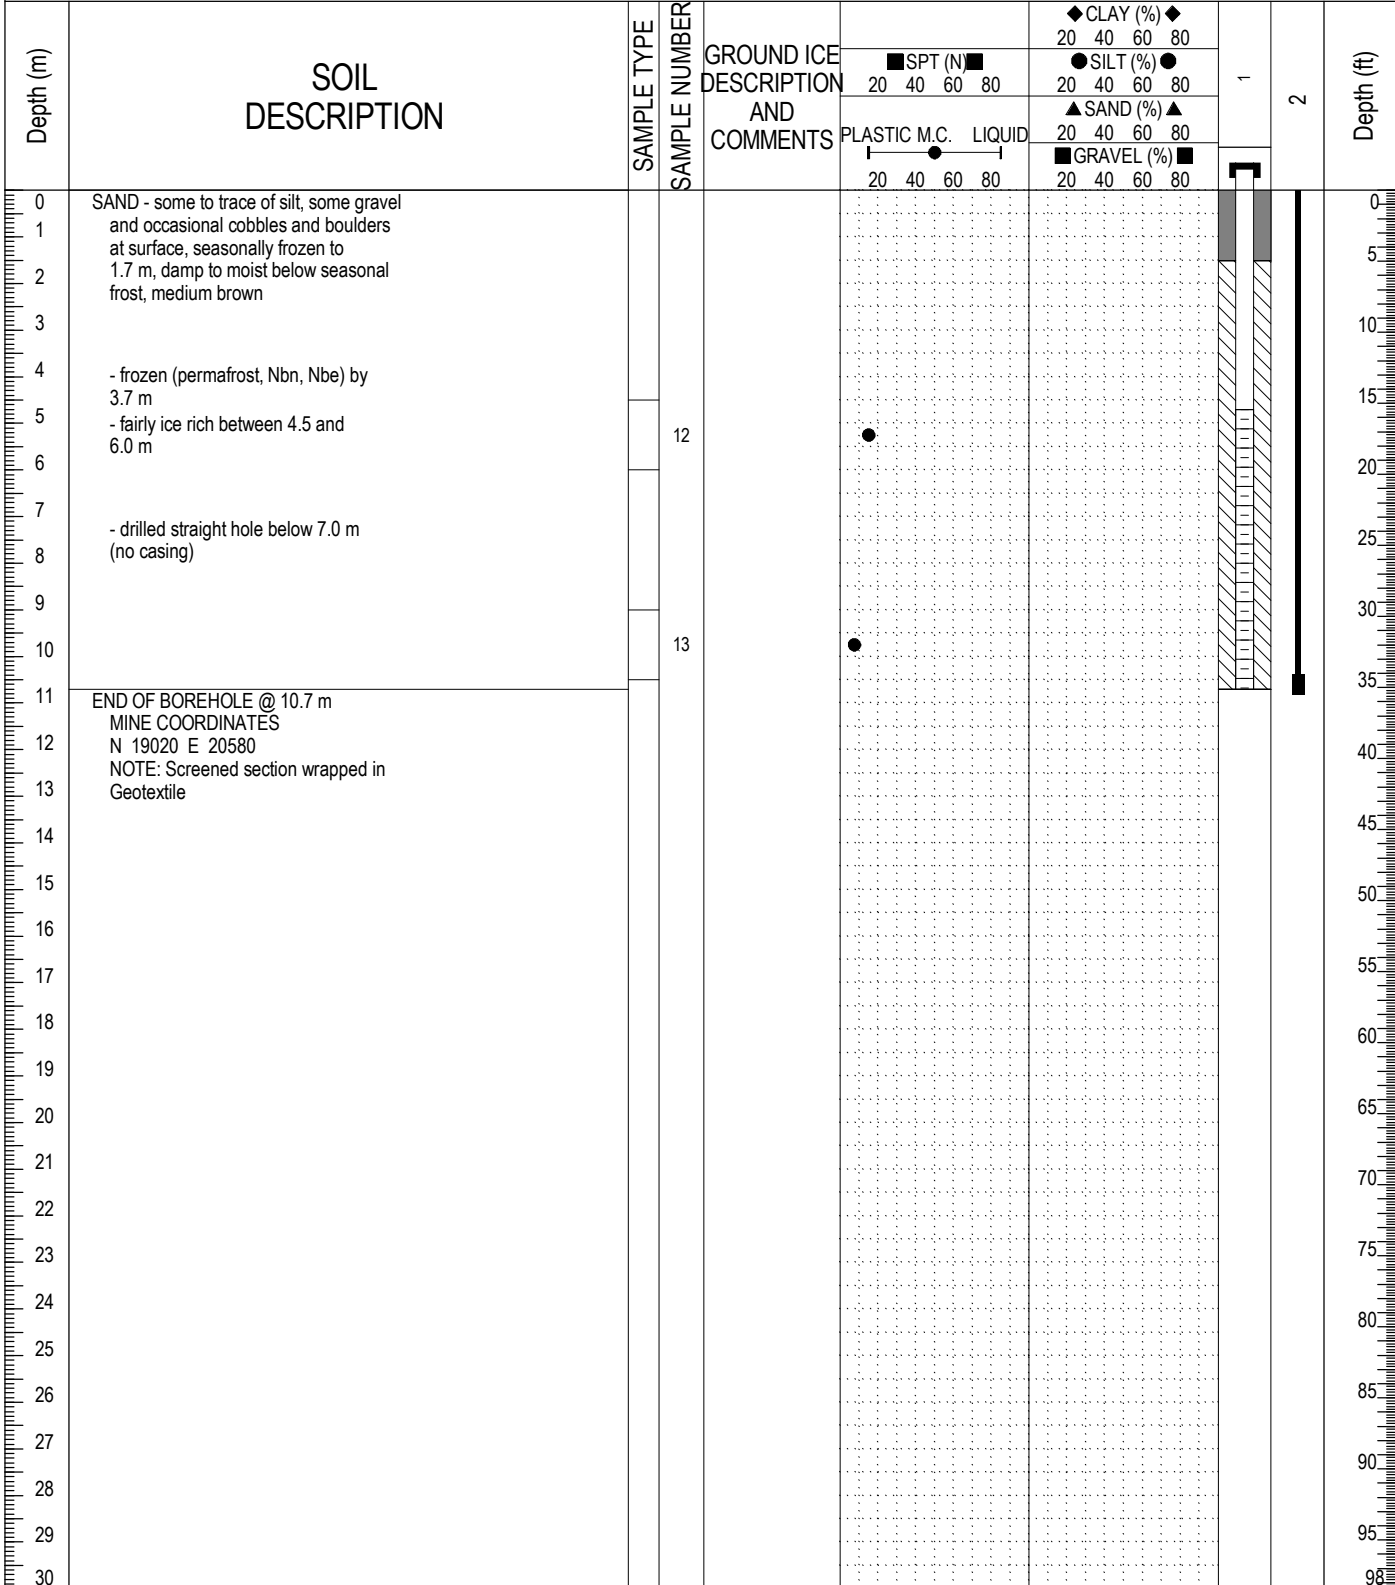 Depth (m)
SOIL
DESCRIPTION
SAMPLE TYPE
SAMPLE NUMBER
GROUND ICE
DESCRIPTION
AND
COMMENTS
SPT (N)
20 40 60 80
PLASTIC M.C. LIQUID
20 40 60 80
CLAY (%)
20 40 60 80
SILT (%)
20 40 60 80
SAND (%)
20 40 60 80
GRAVEL (%)
20 40 60 80
1
2
Depth (ft)
0
1
2
3
4
5
6
7
8
9
10
11
12
13
14
15
16
17
18
19
20
21
22
23
24
25
26
27
28
29
30
SAND - some to trace of silt, some gravel
and occasional cobbles and boulders
at surface, seasonally frozen to
1.7 m, damp to moist below seasonal
frost, medium brown
- frozen (permafrost, Nbn, Nbe) by
3.7 m
- fairly ice rich between 4.5 and
6.0 m
- drilled straight hole below 7.0 m
(no casing)
END OF BOREHOLE @ 10.7 m
MINE COORDINATES
N 19020 E 20580
NOTE: Screened section wrapped in
Geotextile
12
13
0
5
10
15
20
25
30
35
40
45
50
55
60
65
70
75
80
85
90
95
98